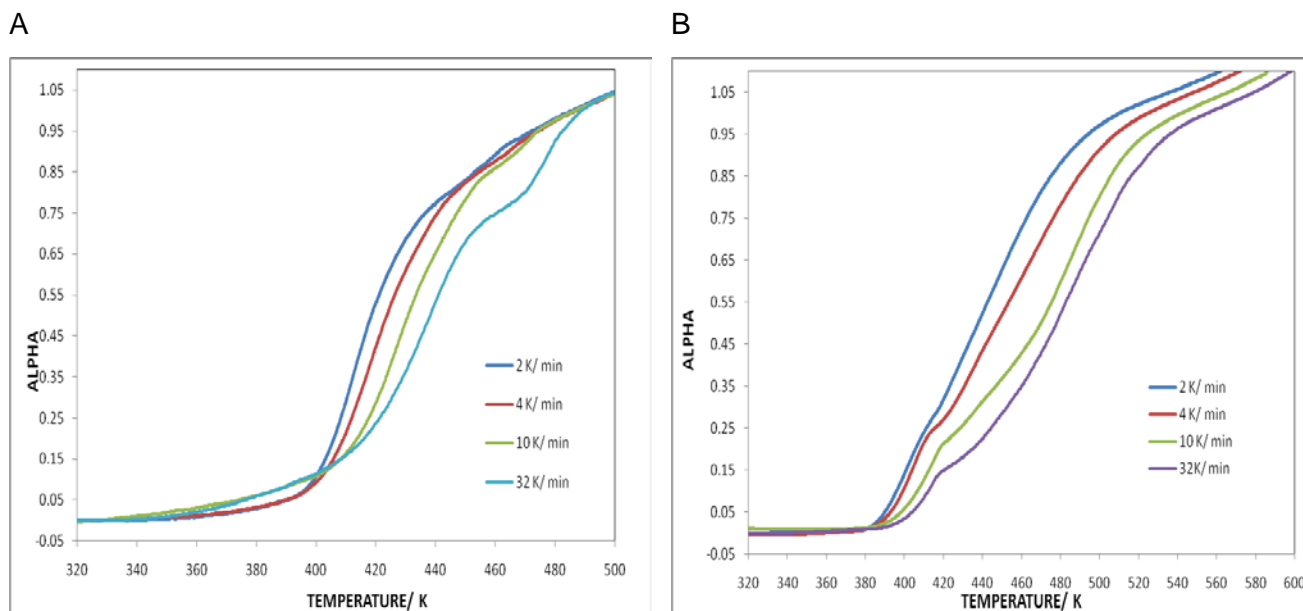 A
B
1.05
0.95
0.85
0.75
0.65
0.55
0.45
0.35
0.25
0.15
0.05
-0.05
ALPHA
2 K/ min
4 K/ min
10 K/ min
32 K/ min
320 340 360 380 400 420 440 460 480 500
TEMPERATURE/ K
1.05
0.95
0.85
0.75
0.65
0.55
0.45
0.35
0.25
0.15
0.05
-0.05
ALPHA
2 K/ min
4 K/ min
10 K/ min
32K/ min
320 340 360 380 400 420 440 460 480 500 520 540 560 580 600
TEMPERATURE/ K